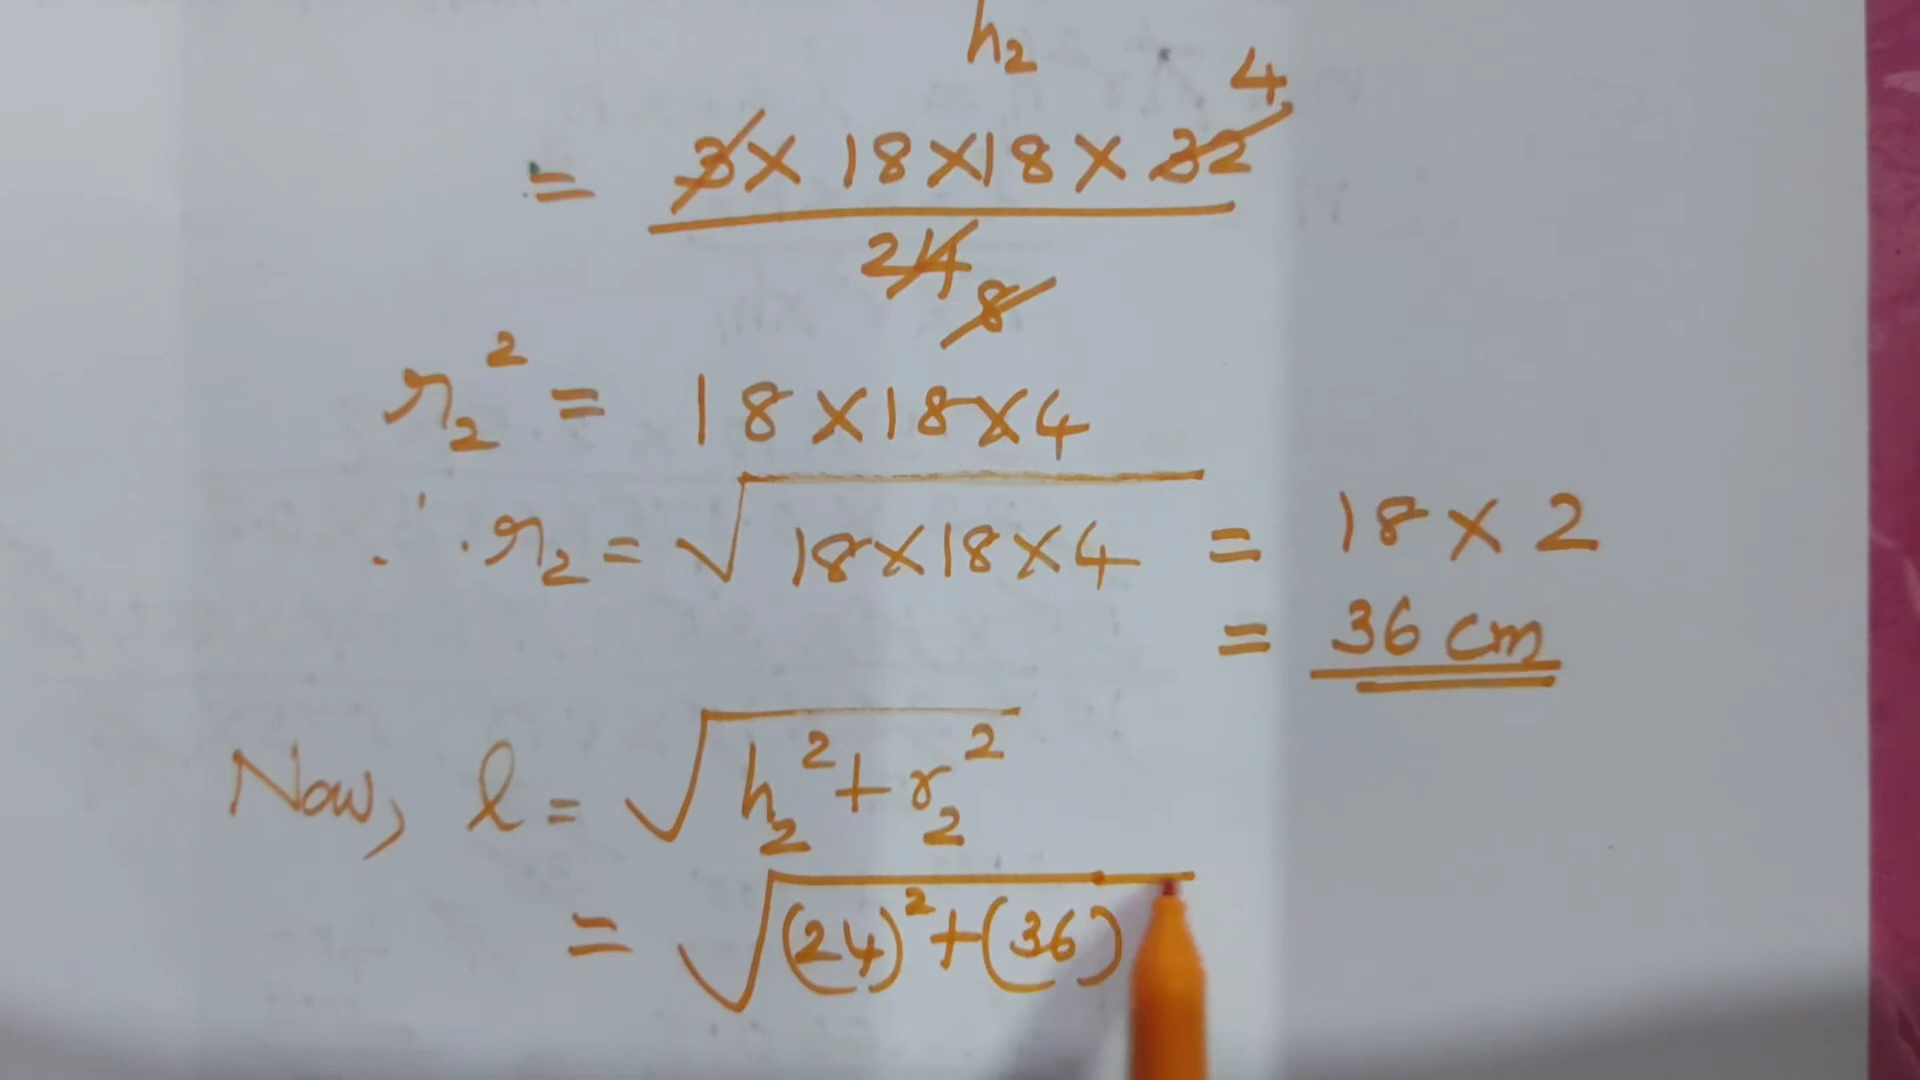 h₂
4
= 3 × 18 × 18 × 32
24
8
r₂² = 18 × 18 × 4
∴ r₂ = √18 × 18 × 4 = 18 × 2
= 36 cm
Now, l = √h₂² + r₂²
= √(24)² + (36)